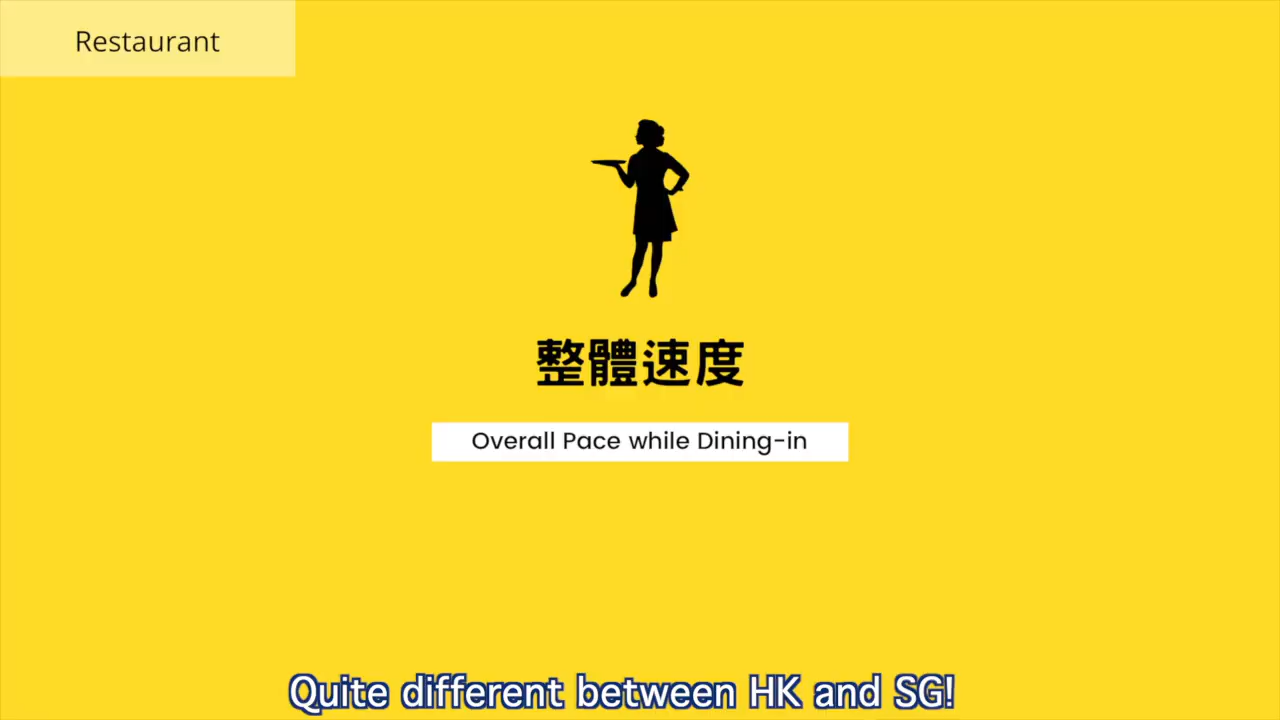 Restaurant
整體速度
Overall Pace while Dining-in
Quite different between HK and SG!